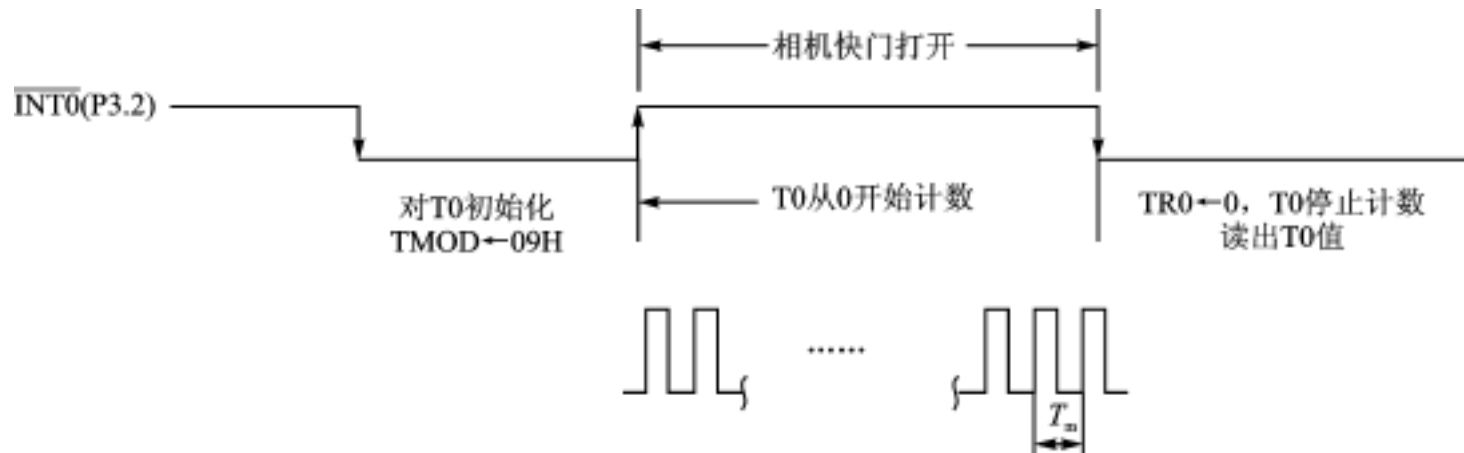 相机快门打开
INT0(P3.2)
对T0初始化
TMOD←09H
T0从0开始计数
TR0←0，T0停止计数
读出T0值
……
Tm